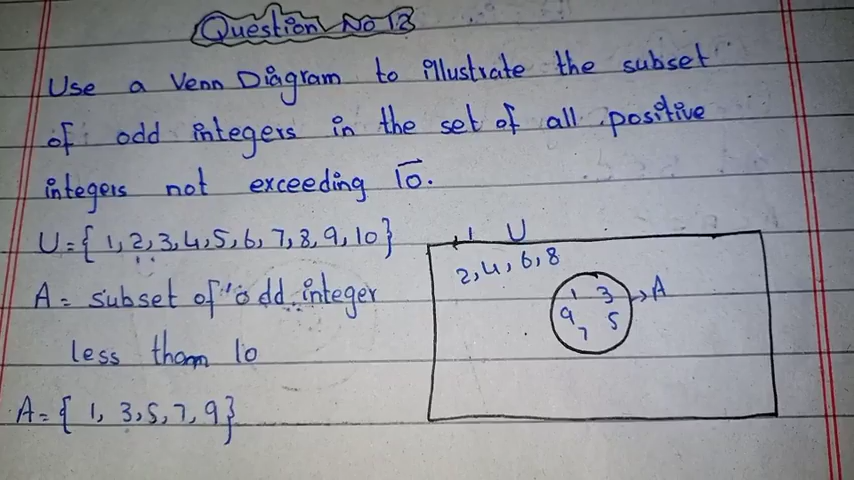 Question No 13
Use a Venn Diagram to illustrate the subset
of odd integers in the set of all positive
integers not exceeding 10.
U={ 1, 2, 3, 4, 5, 6, 7, 8, 9, 10}
U
2, 4, 6, 8
A = subset of odd integer
1 3
A
9 5
7
less than 10
A={ 1, 3, 5, 7, 9}